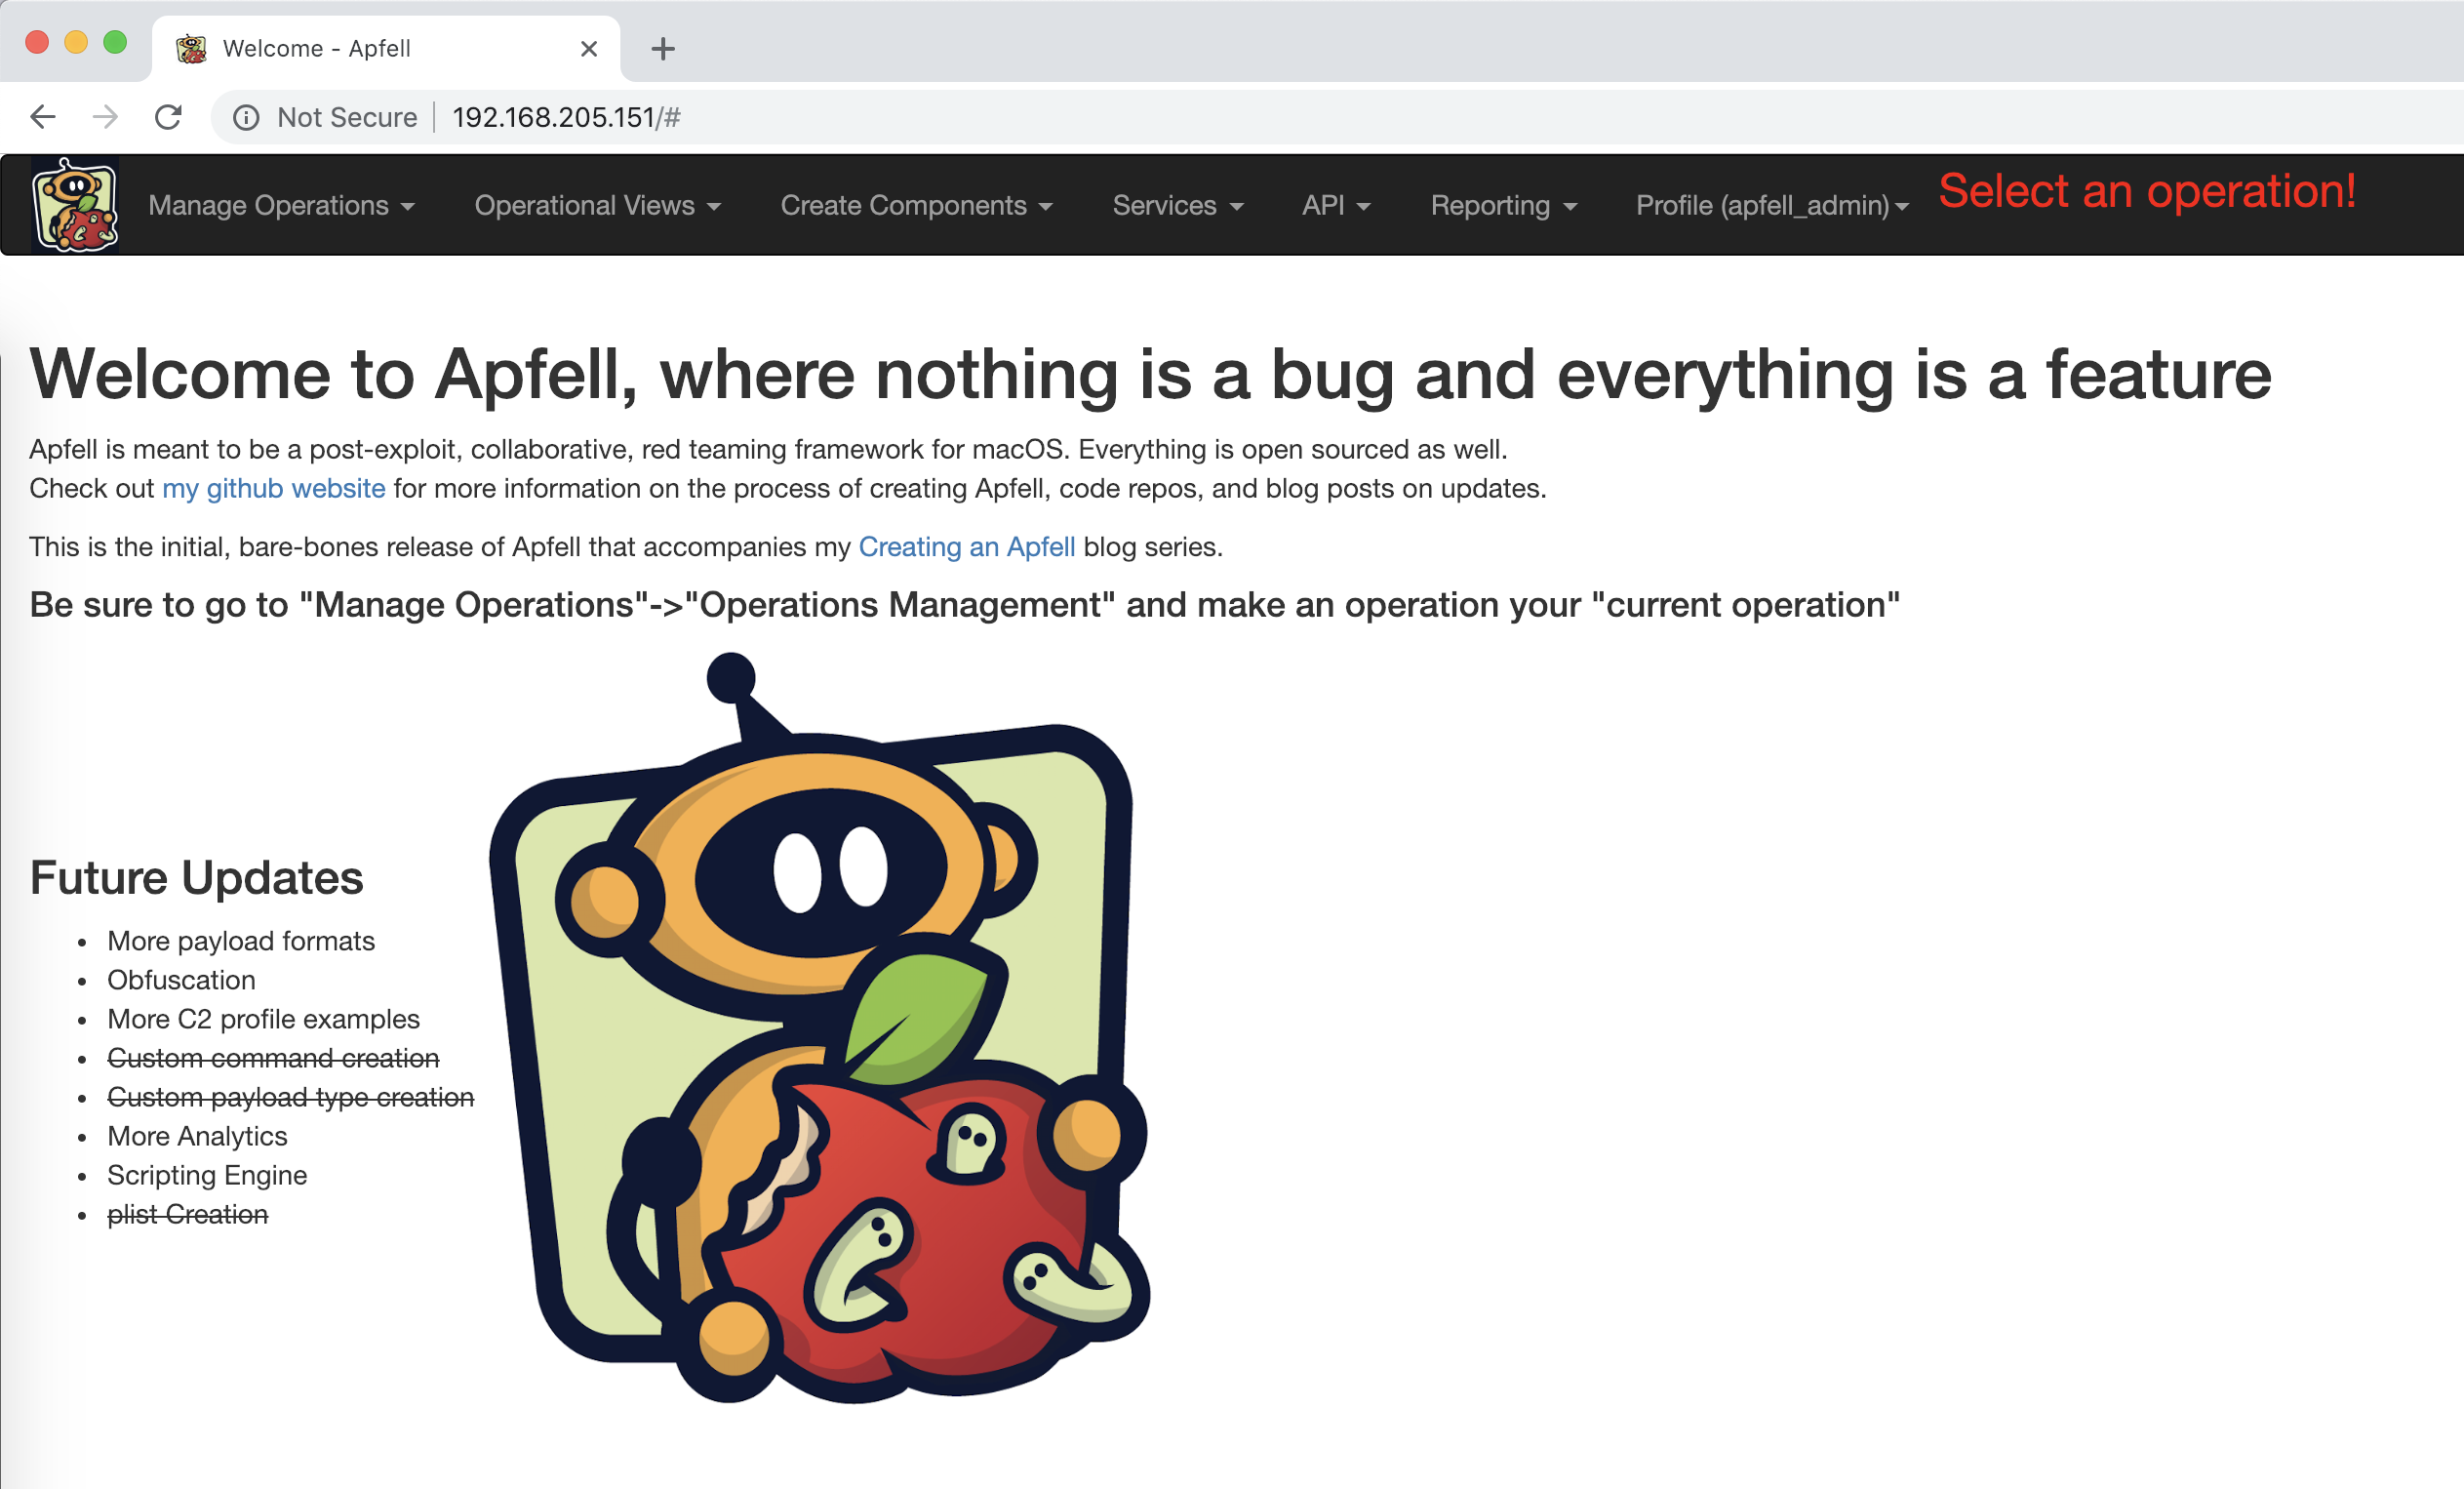 Welcome - Apfell
Not Secure 192.168.205.151/#
Manage Operations Operational Views Create Components Services API Reporting Profile (apfell_admin) Select an operation!
Welcome to Apfell, where nothing is a bug and everything is a feature
Apfell is meant to be a post-exploit, collaborative, red teaming framework for macOS. Everything is open sourced as well.
Check out my github website for more information on the process of creating Apfell, code repos, and blog posts on updates.
This is the initial, bare-bones release of Apfell that accompanies my Creating an Apfell blog series.
Be sure to go to "Manage Operations"->"Operations Management" and make an operation your "current operation"
Future Updates
More payload formats
Obfuscation
More C2 profile examples
Custom command creation
Custom payload type creation
More Analytics
Scripting Engine
plist Creation